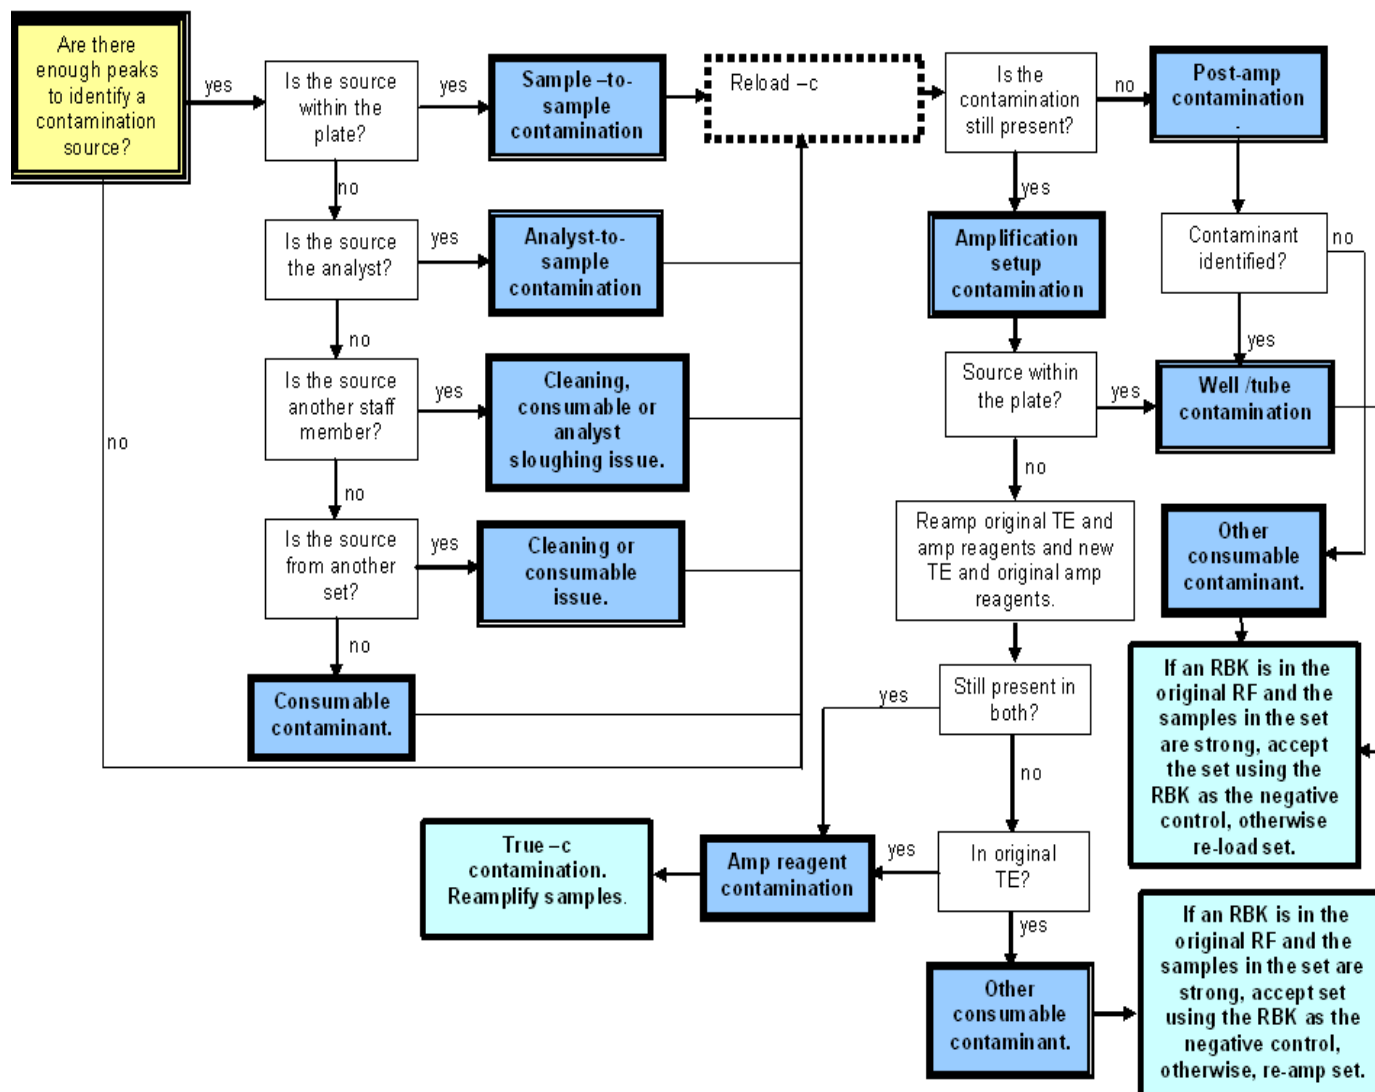 Are there
enough peaks
to identify a
contamination
source?
yes
no
Is the source
within the
plate?
yes
no
Sample –to-
sample
contamination
Reload –c
Is the
contamination
still present?
no
yes
Post-amp
contamination
.
Is the source
the analyst?
yes
no
Analyst-to-
sample
contamination
Amplification
setup
contamination
Contaminant
identified?
no
yes
Is the source
another staff
member?
yes
no
Cleaning,
consumable or
analyst
sloughing issue.
Source within
the plate?
yes
no
Well /tube
contamination
Is the source
from another
set?
yes
no
Cleaning or
consumable
issue.
Reamp original TE and
amp reagents and new
TE and original amp
reagents.
Other
consumable
contaminant.
Consumable
contaminant.
Still present in
both?
yes
no
If an RBK is in the
original RF and the
samples in the set
are strong, accept
the set using the
RBK as the negative
control, otherwise
re-load set.
True –c
contamination.
Reamplify samples.
Amp reagent
contamination
yes
In original
TE?
yes
Other
consumable
contaminant.
If an RBK is in the
original RF and the
samples in the set are
strong, accept set
using the RBK as the
negative control,
otherwise, re-amp set.